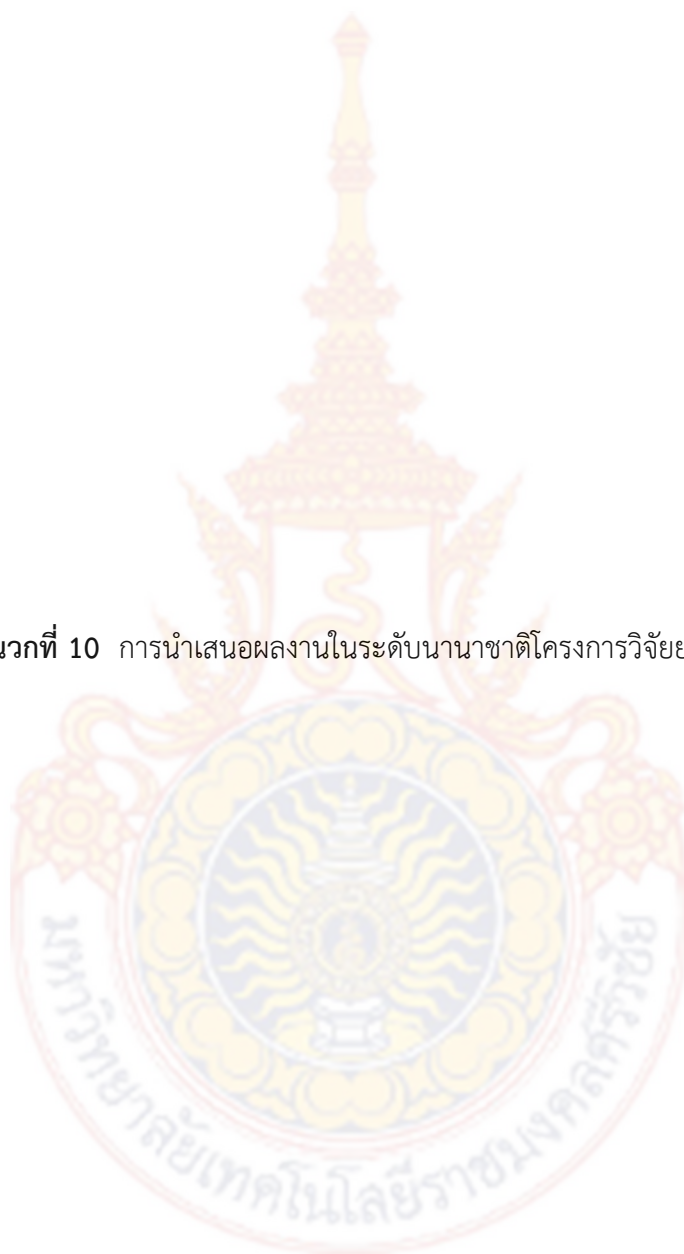 นวกที่ 10 การนำเสนอผลงานในระดับนานาชาติโครงการวิจัยย
มหาวิทยาลัยเทคโนโลยีราชมงคลศรีวิชัย